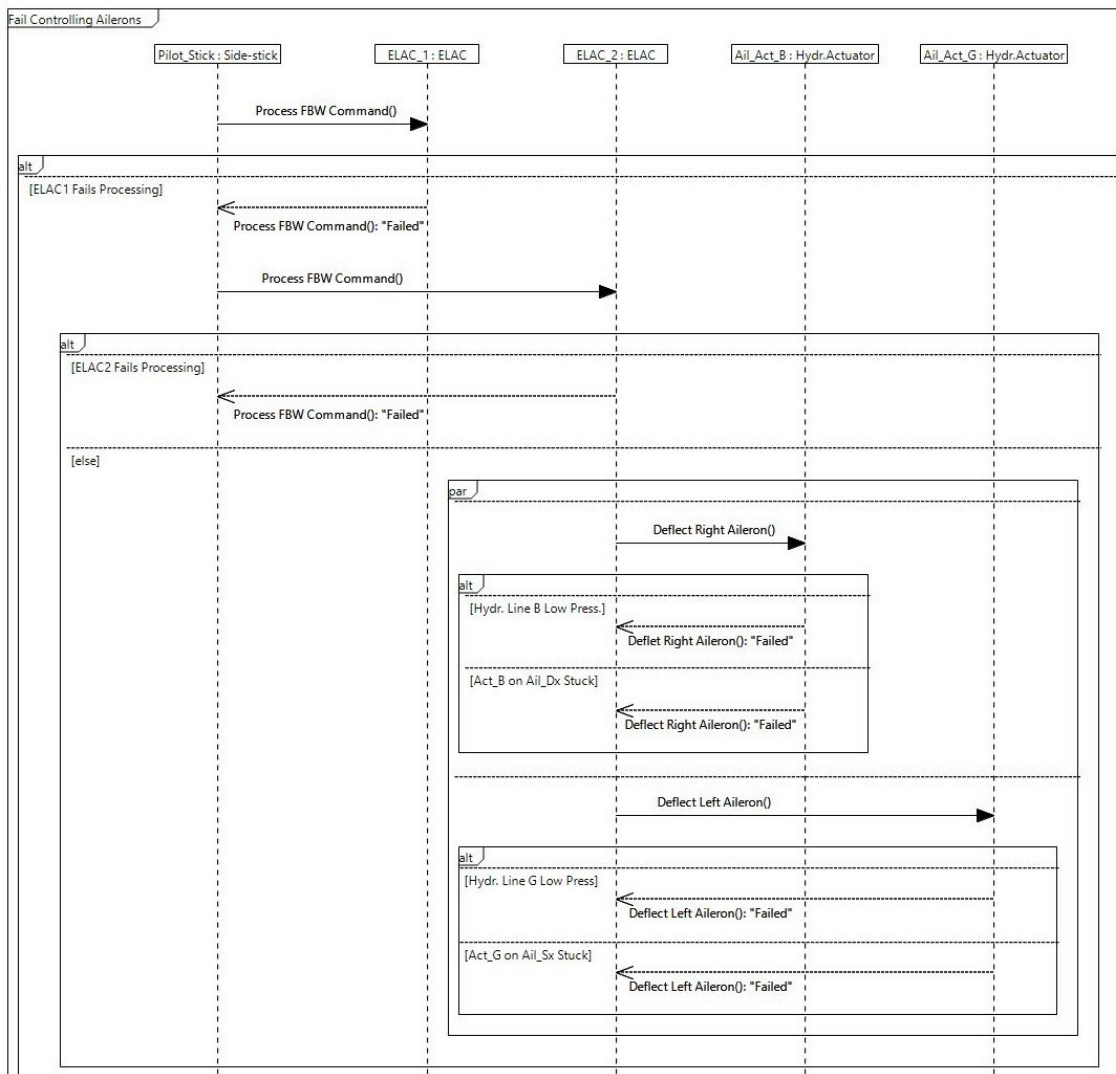 Fail Controlling Ailerons
Pilot_Stick : Side-stick
ELAC_1 : ELAC
ELAC_2 : ELAC
Ail_Act_B : Hydr.Actuator
Ail_Act_G : Hydr.Actuator
Process FBW Command()
alt
[ELAC1 Fails Processing]
Process FBW Command(): "Failed"
Process FBW Command()
alt
[ELAC2 Fails Processing]
Process FBW Command(): "Failed"
[else]
par
Deflect Right Aileron()
alt
[Hydr. Line B Low Press.]
Deflet Right Aileron(): "Failed"
[Act_B on Ail_Dx Stuck]
Deflect Right Aileron(): "Failed"
Deflect Left Aileron()
alt
[Hydr. Line G Low Press]
Deflect Left Aileron(): "Failed"
[Act_G on Ail_Sx Stuck]
Deflect Left Aileron(): "Failed"